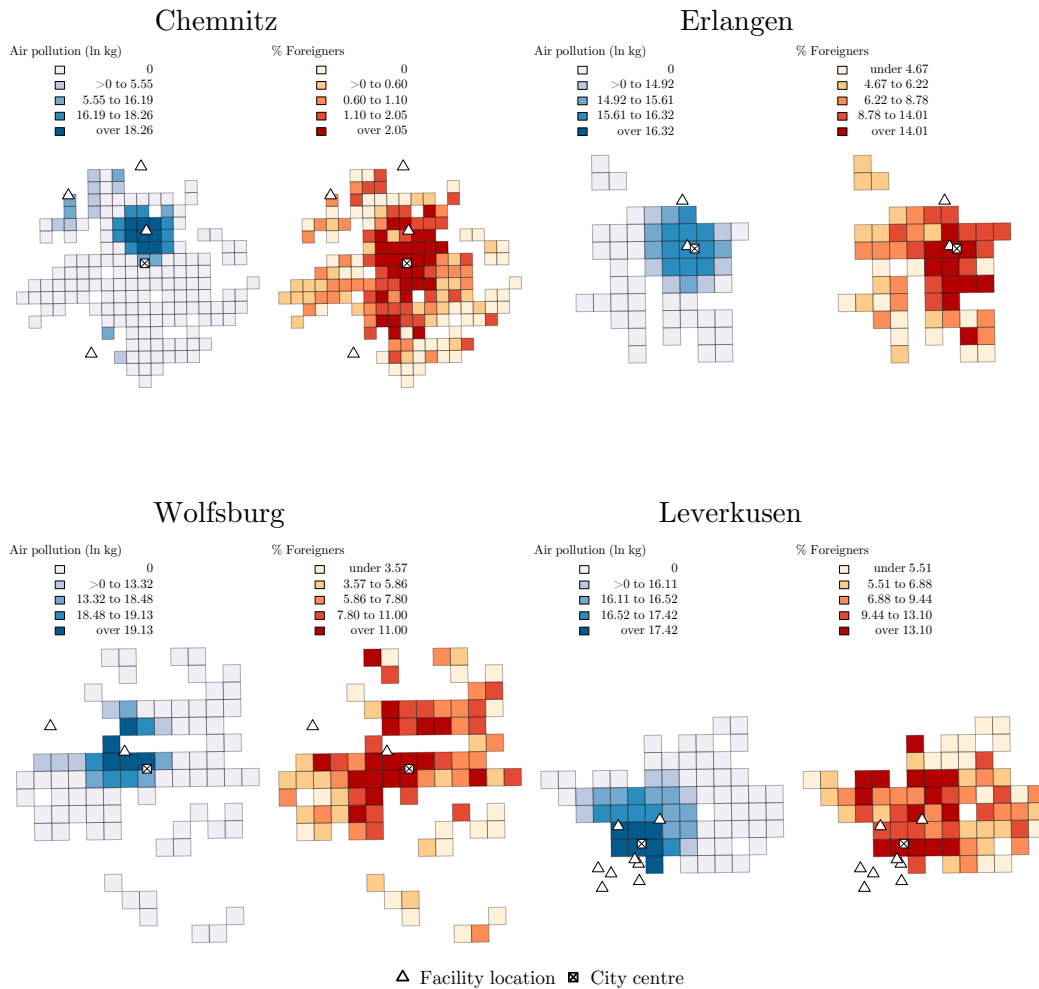 Chemnitz
Air pollution (ln kg)
0
>0 to 5.55
5.55 to 16.19
16.19 to 18.26
over 18.26
% Foreigners
0
>0 to 0.60
0.60 to 1.10
1.10 to 2.05
over 2.05
Erlangen
Air pollution (ln kg)
0
>0 to 14.92
14.92 to 15.61
15.61 to 16.32
over 16.32
% Foreigners
under 4.67
4.67 to 6.22
6.22 to 8.78
8.78 to 14.01
over 14.01
Wolfsburg
Air pollution (ln kg)
0
>0 to 13.32
13.32 to 18.48
18.48 to 19.13
over 19.13
% Foreigners
under 3.57
3.57 to 5.86
5.86 to 7.80
7.80 to 11.00
over 11.00
Leverkusen
Air pollution (ln kg)
0
>0 to 16.11
16.11 to 16.52
16.52 to 17.42
over 17.42
% Foreigners
under 5.51
5.51 to 6.88
6.88 to 9.44
9.44 to 13.10
over 13.10
Facility location
City centre